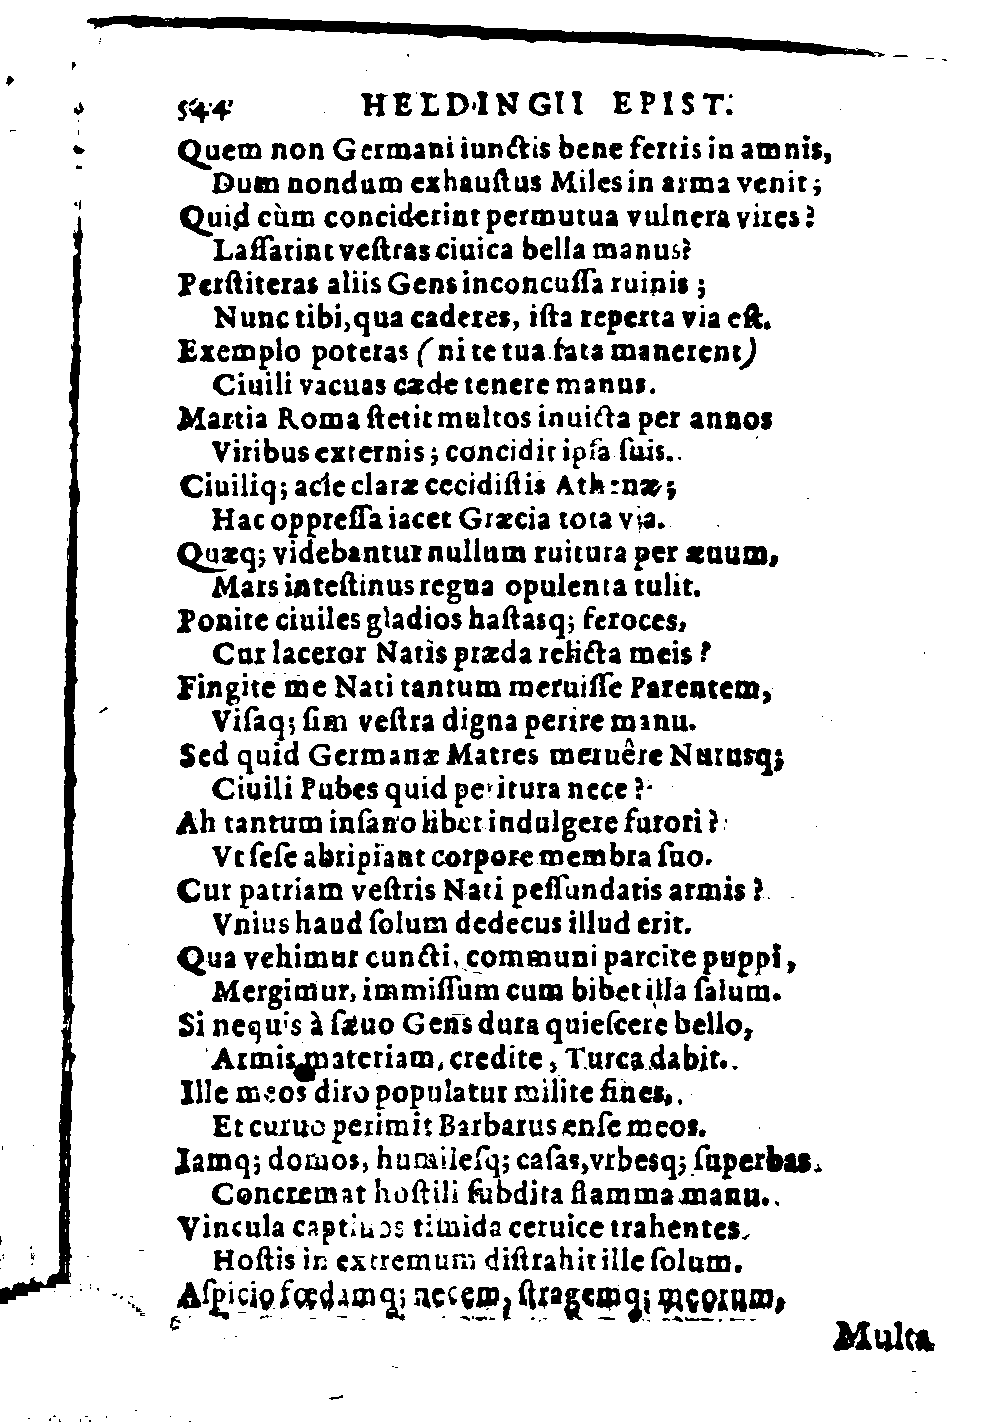 544 HELDINGII EPIST.
Quem non Germani iunctis bene fertis in armis,
Dum nondum exhauſtus Miles in arma venit;
Quid cùm conciderint permutua vulnera vires?
Laſſarint veſtras ciuica bella manus?
Perſtiteras aliis Gens inconcuſſa ruinis;
Nunc tibi, qua caderes, iſta reperta via eſt.
Exemplo poteras (ni te tua fata manerent)
Ciuili vacuas cæde tenere manus.
Martia Roma ſtetit multos inuicta per annos
Viribus externis; concidit ipſa ſuis.
Ciuiliq; acie claræ cecidiſtis Athenæ;
Hac oppreſſa iacet Græcia tota via.
Quæq; videbantur nullum ruitura per æuum,
Mars inteſtinus regna opulenta tulit.
Ponite ciuiles gladios haſtasq; feroces,
Cur laceror Natis præda relicta meis?
Fingite me Nati tantum meruiſſe Parentem,
Viſaq; ſim veſtra digna perire manu.
Sed quid Germanæ Matres meruêre Nurusq;
Ciuili Pubes quid peritura nece?
Ah tantum inſano libet indulgere furori?
Vt ſeſe abripiant corpore membra ſuo.
Cur patriam veſtris Nati peſſundatis armis?
Vnius haud ſolum dedecus illud erit.
Qua vehimur cuncti, communi parcite puppi,
Mergimur, immiſſum cum bibet illa ſalum.
Si nequis à ſæuo Gens dura quieſcere bello,
Armis materiam, credite, Turca dabit.
Ille meos diro populatur milite fines,
Et curuo perimit Barbarus enſe meos.
Iamq; domos, humileſq; caſas, vrbesq; ſuperbas
Concremat hoſtili ſubdita flamma manu.
Vincula captiuos timida ceruice trahentes
Hoſtis in extremum diſtrahit ille ſolum.
Aſpicio fœdamq; necem, ſtragemq; meorum,
Multa